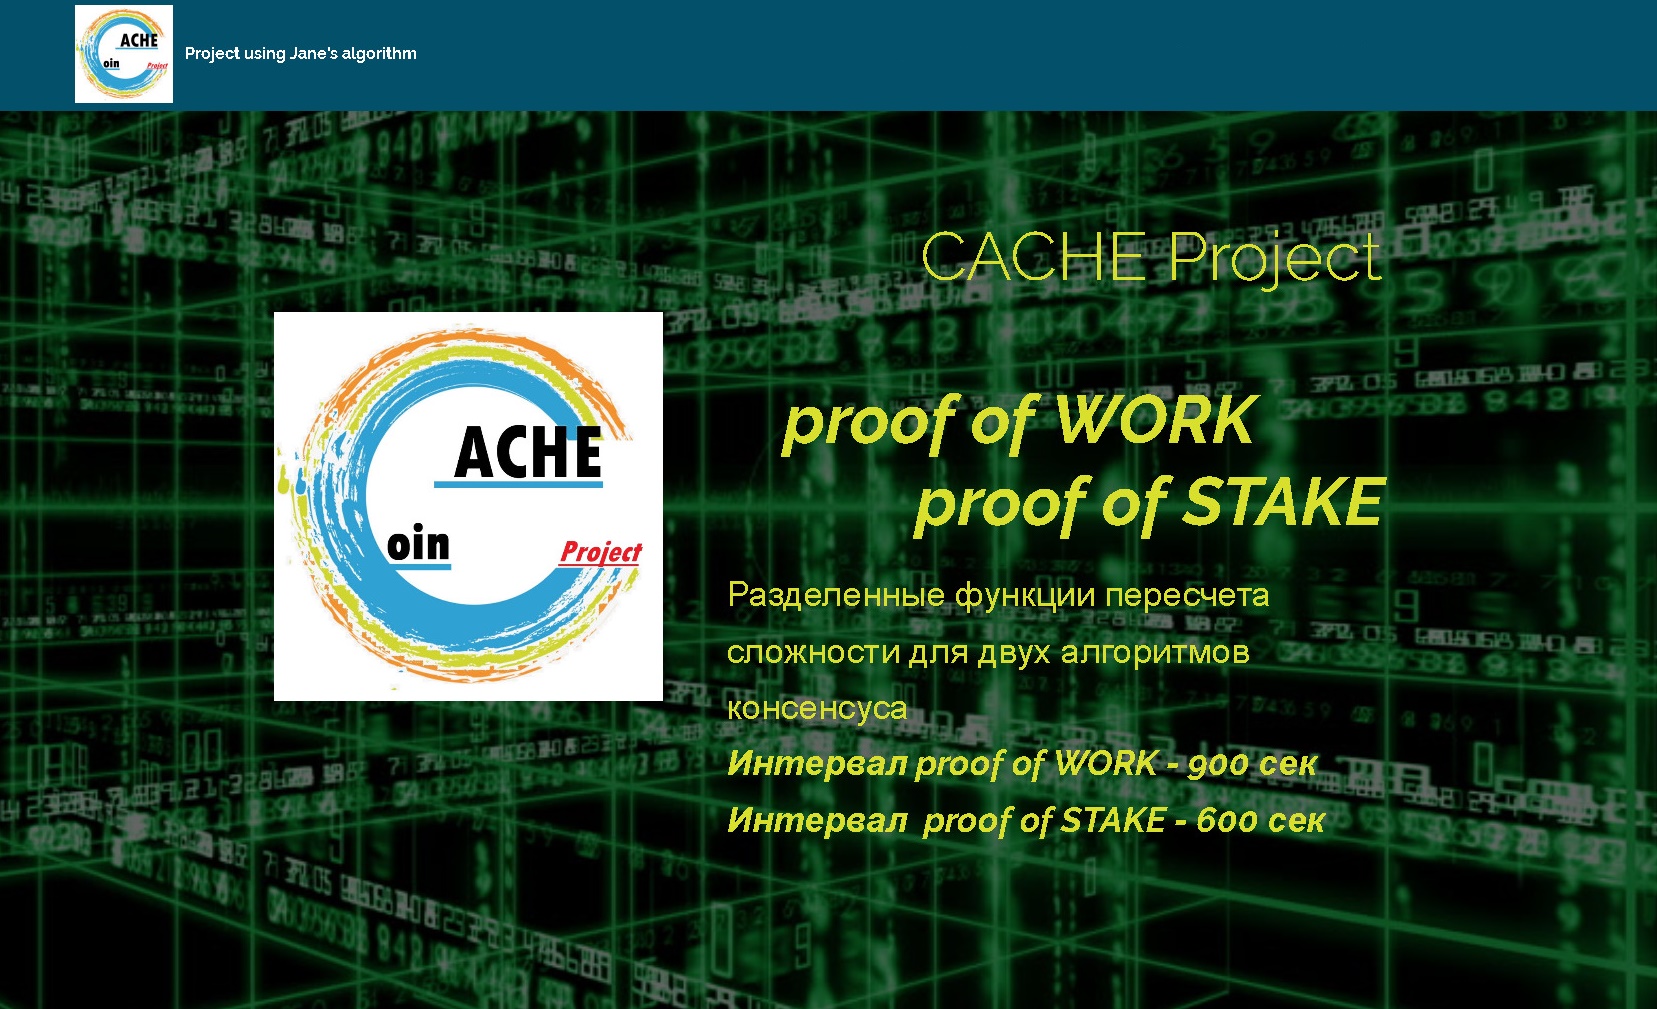 ACHE
oin
Project
Project using Jane's algorithm
CACHE Project
ACHE
oin
Project
proof of WORK
proof of STAKE
Разделенные функции пересчета
сложности для двух алгоритмов
консенсуса
Интервал proof of WORK - 900 сек
Интервал proof of STAKE - 600 сек